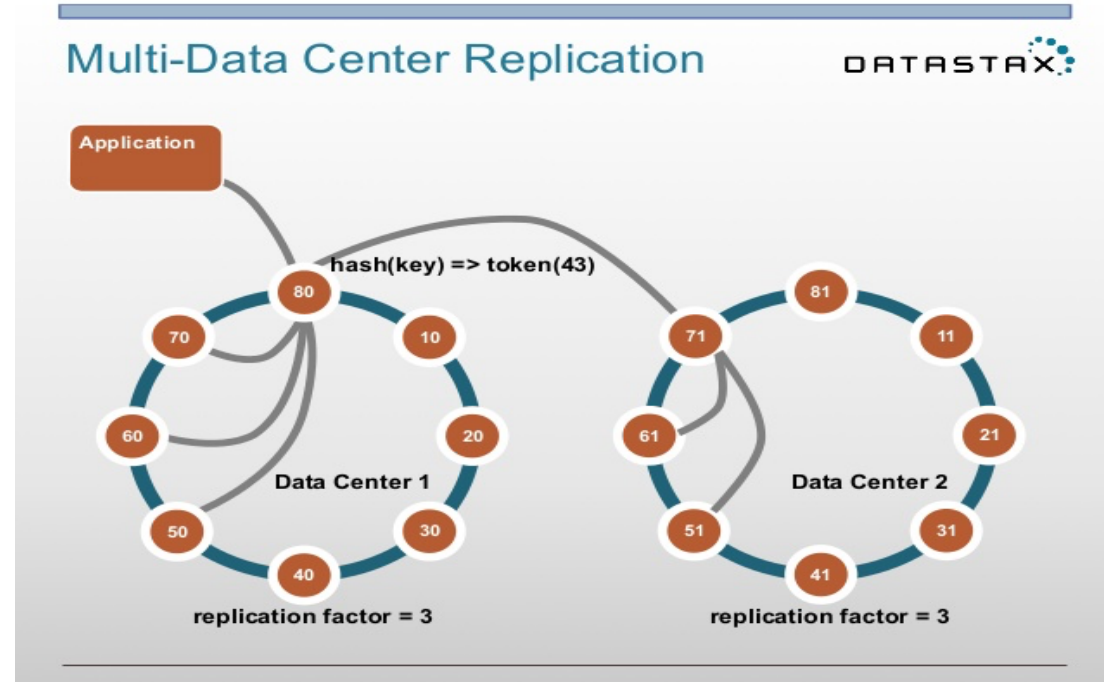 Multi-Data Center Replication
DATASTAX
Application
hash(key) => token(43)
80
70
10
60
20
Data Center 1
50
30
40
replication factor = 3
81
71
11
61
21
Data Center 2
51
31
41
replication factor = 3